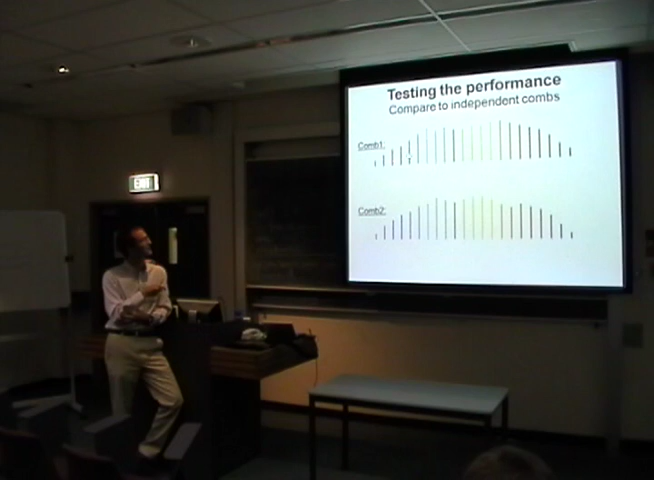 Testing the performance
Compare to independent combs
Comb1:
Comb2:
EXIT